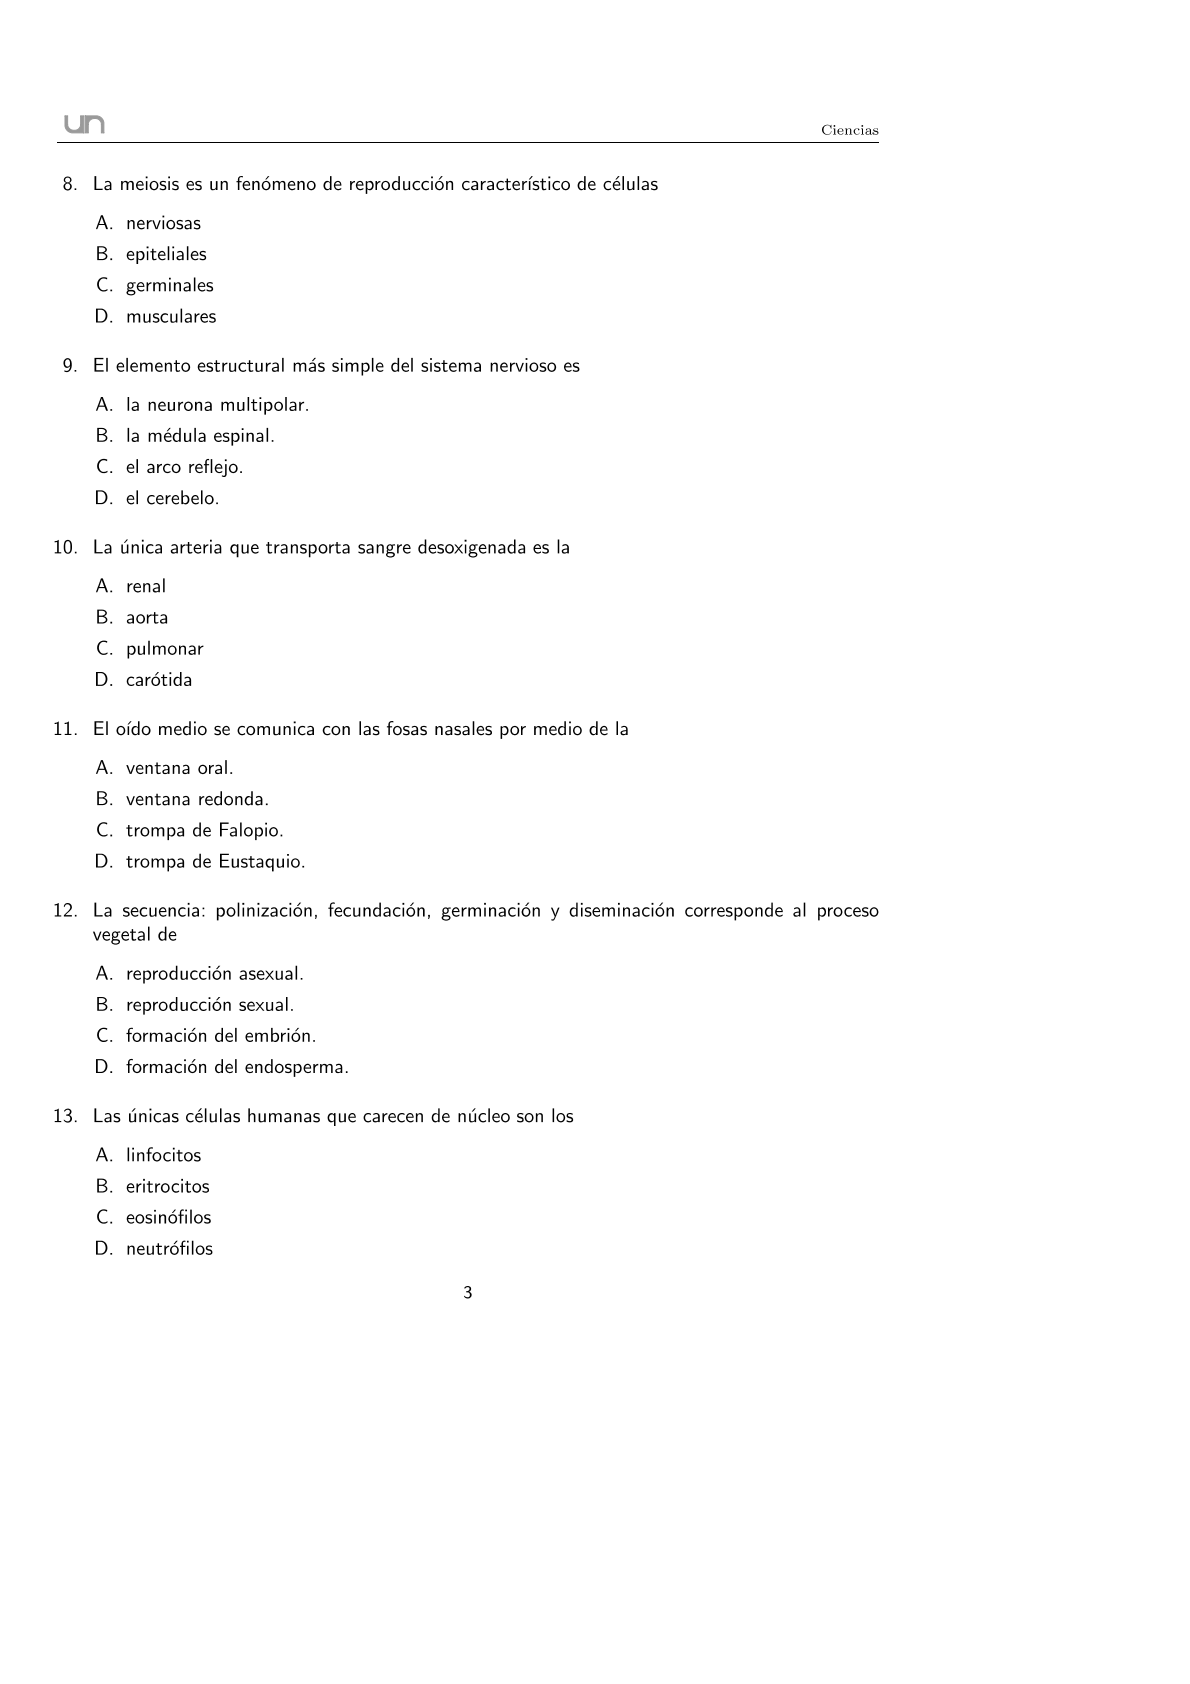 un
Ciencias
8. La meiosis es un fenómeno de reproducción característico de células
A. nerviosas
B. epiteliales
C. germinales
D. musculares
9. El elemento estructural más simple del sistema nervioso es
A. la neurona multipolar.
B. la médula espinal.
C. el arco reflejo.
D. el cerebelo.
10. La única arteria que transporta sangre desoxigenada es la
A. renal
B. aorta
C. pulmonar
D. carótida
11. El oído medio se comunica con las fosas nasales por medio de la
A. ventana oral.
B. ventana redonda.
C. trompa de Falopio.
D. trompa de Eustaquio.
12. La secuencia: polinización, fecundación, germinación y diseminación corresponde al proceso
vegetal de
A. reproducción asexual.
B. reproducción sexual.
C. formación del embrión.
D. formación del endosperma.
13. Las únicas células humanas que carecen de núcleo son los
A. linfocitos
B. eritrocitos
C. eosinófilos
D. neutrófilos
3